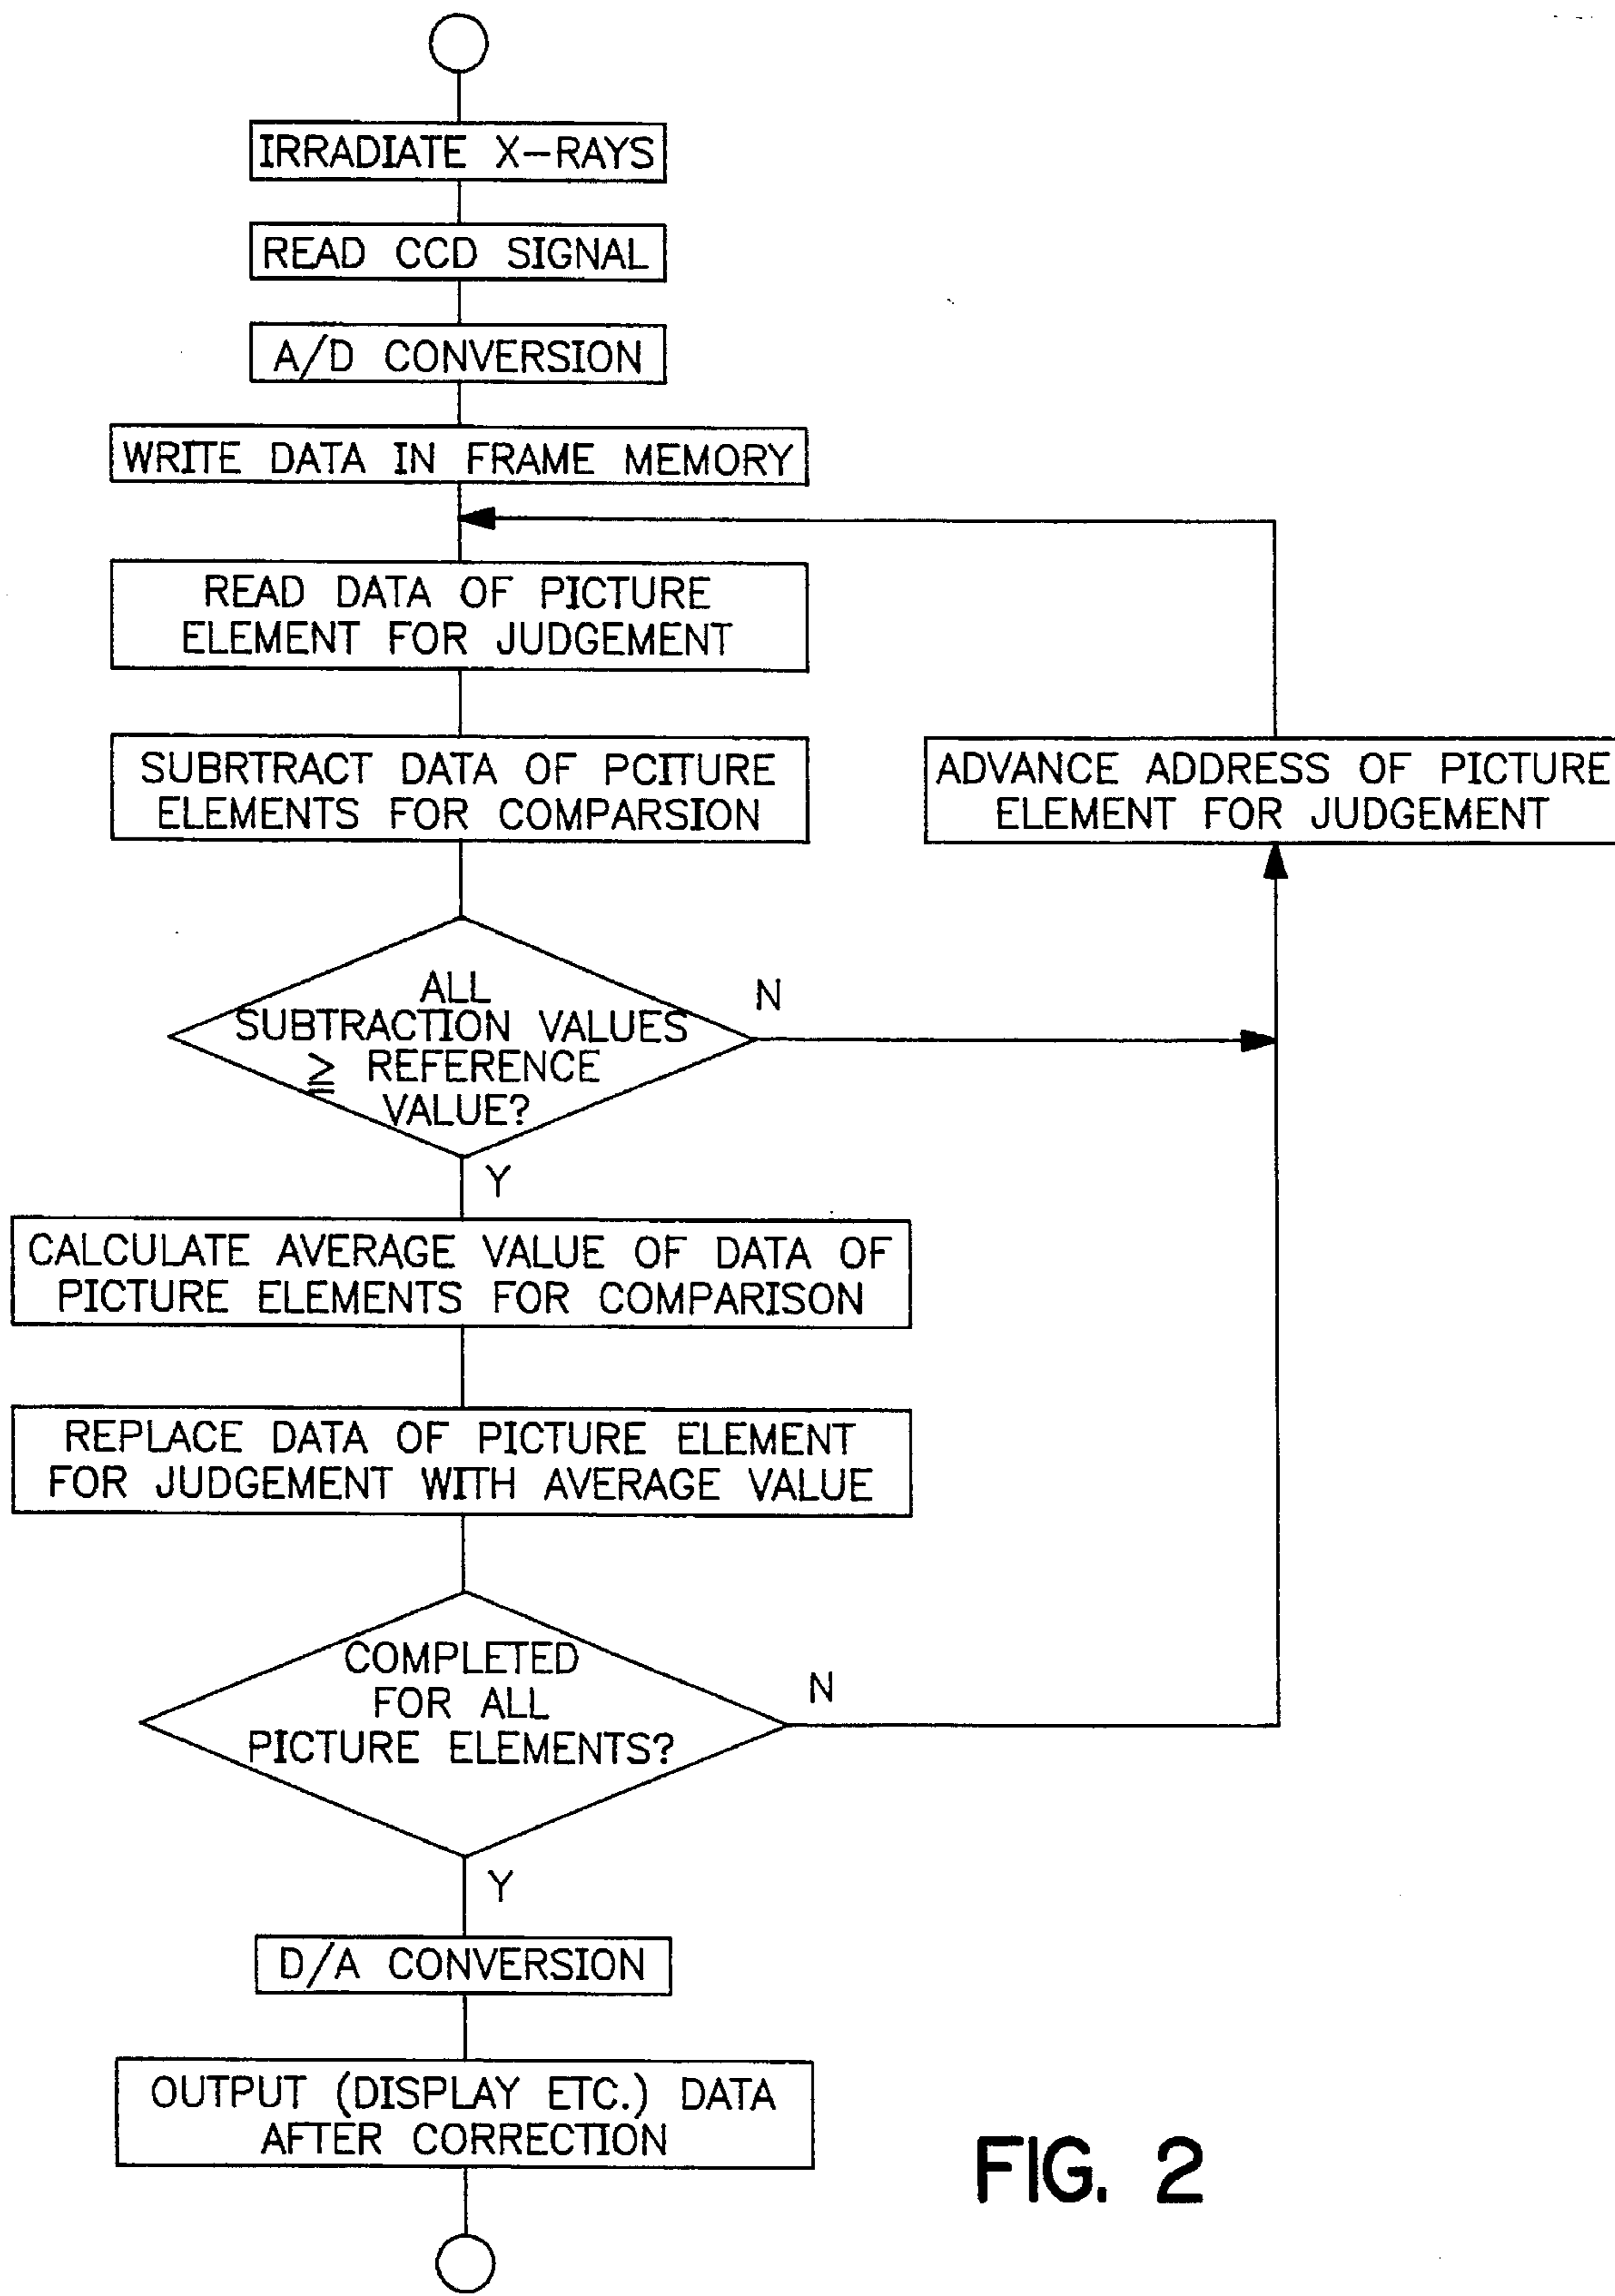 IRRADIATE X-RAYS
READ CCD SIGNAL
A/D CONVERSION
WRITE DATA IN FRAME MEMORY
READ DATA OF PICTURE
ELEMENT FOR JUDGEMENT
SUBRTRACT DATA OF PCITURE
ELEMENTS FOR COMPARSION
ADVANCE ADDRESS OF PICTURE
ELEMENT FOR JUDGEMENT
ALL
SUBTRACTION VALUES
≧ REFERENCE
VALUE?
N
Y
CALCULATE AVERAGE VALUE OF DATA OF
PICTURE ELEMENTS FOR COMPARISON
REPLACE DATA OF PICTURE ELEMENT
FOR JUDGEMENT WITH AVERAGE VALUE
COMPLETED
FOR ALL
PICTURE ELEMENTS?
N
Y
D/A CONVERSION
OUTPUT (DISPLAY ETC.) DATA
AFTER CORRECTION
FIG. 2